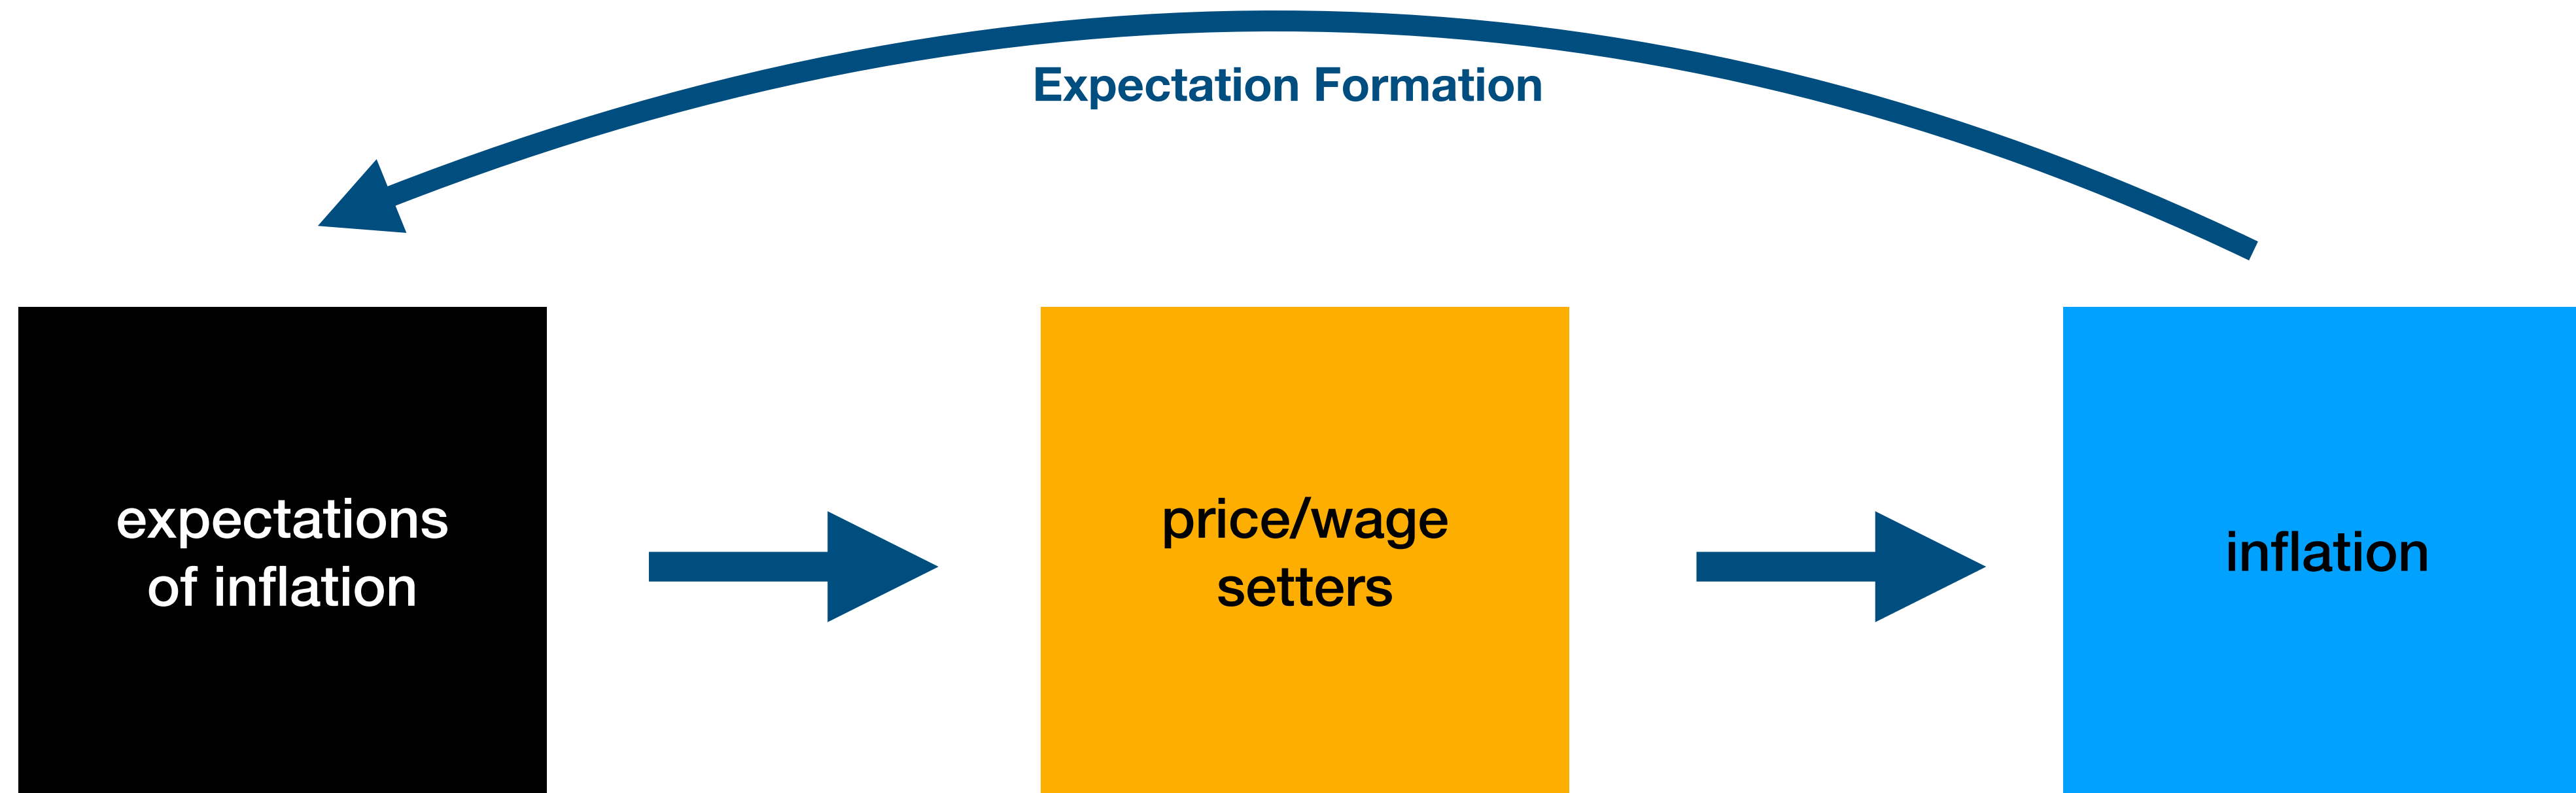 Expectation Formation
expectations
of inflation
price/wage
setters
inflation